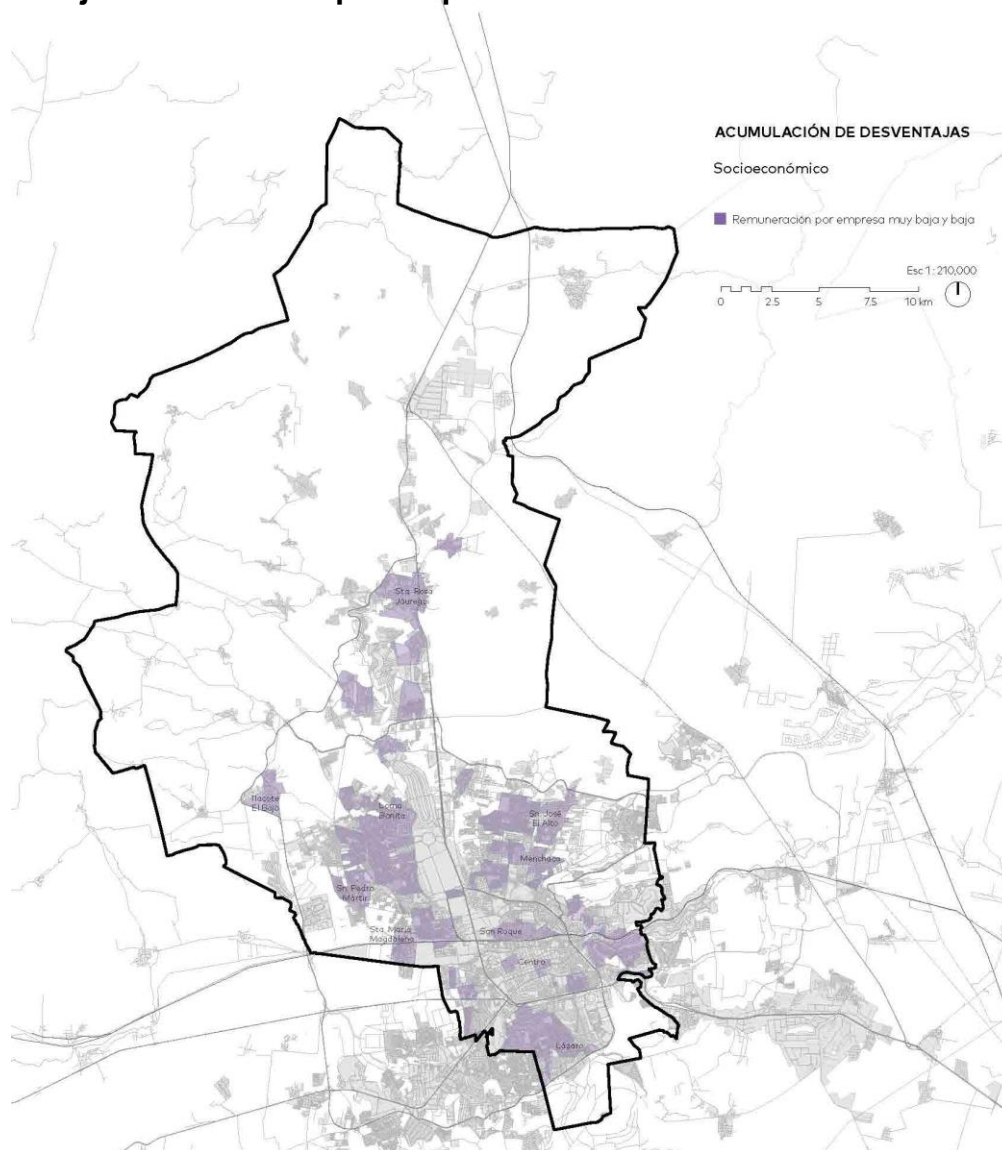 ACUMULACIÓN DE DESVENTAJAS
Socioeconómico
Remuneración por empresa muy baja y baja
Esc 1 : 210,000
0 2.5 5 7.5 10 km
Sta. Rosa
Jáuregui
Tlacote
El Bajo
Loma
Bonita
Sn. José
El Alto
Menchaca
Sn. Pedro
Mártir
Sta. María
Magdalena
San Roque
Centro
Lázaro